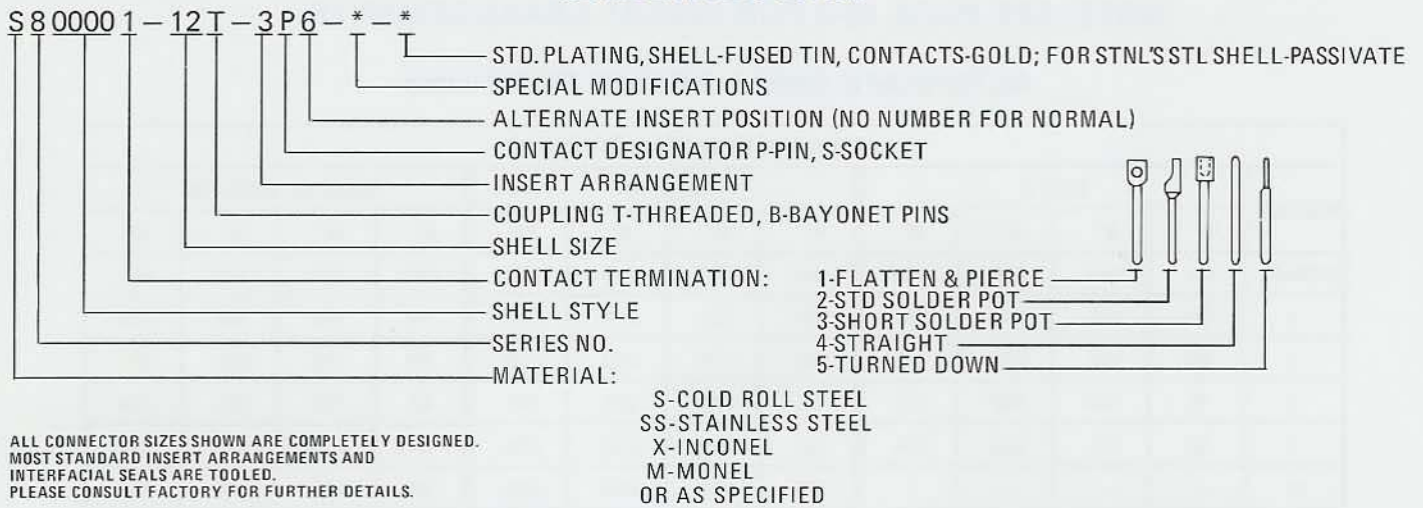 S 8 0000 1 – 12 T – 3 P 6 – * – *
STD. PLATING, SHELL-FUSED TIN, CONTACTS-GOLD; FOR STNL'S STL SHELL-PASSIVATE
SPECIAL MODIFICATIONS
ALTERNATE INSERT POSITION (NO NUMBER FOR NORMAL)
CONTACT DESIGNATOR P-PIN, S-SOCKET
INSERT ARRANGEMENT
COUPLING T-THREADED, B-BAYONET PINS
SHELL SIZE
CONTACT TERMINATION:
1-FLATTEN & PIERCE
2-STD SOLDER POT
3-SHORT SOLDER POT
4-STRAIGHT
5-TURNED DOWN
SHELL STYLE
SERIES NO.
MATERIAL:
S-COLD ROLL STEEL
SS-STAINLESS STEEL
X-INCONEL
M-MONEL
OR AS SPECIFIED
ALL CONNECTOR SIZES SHOWN ARE COMPLETELY DESIGNED.
MOST STANDARD INSERT ARRANGEMENTS AND
INTERFACIAL SEALS ARE TOOLED.
PLEASE CONSULT FACTORY FOR FURTHER DETAILS.